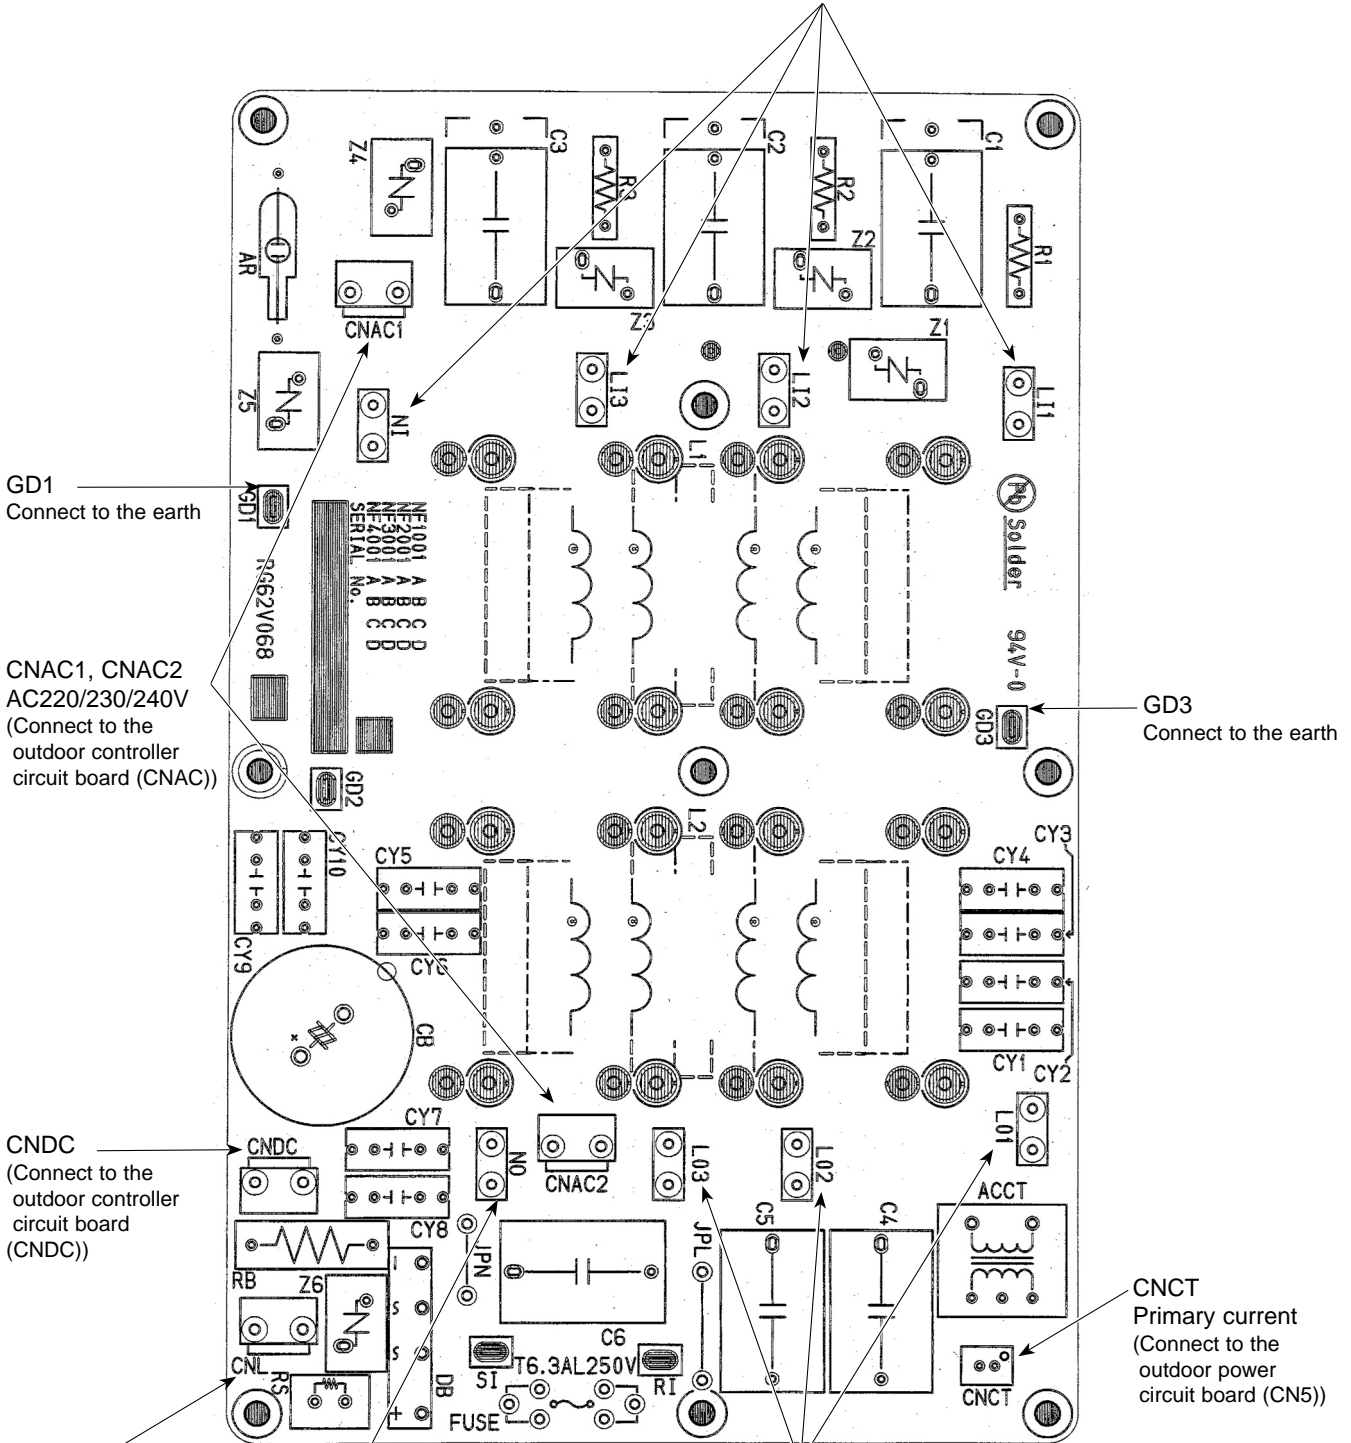 C3
C2
C1
Z4
R3
R2
R1
Z2
AR
CNAC1
Z3
Z1
Z5
NI
LI3
LI2
LI1
L1
GD1
Connect to the earth
GD1
NF1001 A B C D
NF2001 A B C D
NF3001 A B C D
NF4001 A B C D
SERIAL No.
Pb
Solder
RG62V068
94V-0
CNAC1, CNAC2
AC220/230/240V
(Connect to the
outdoor controller
circuit board (CNAC))
GD3
GD3
Connect to the earth
GD2
L2
CY10
CY9
CY5
CY6
CY3
CY4
CY1
CY2
CB
CY7
CNDC
(Connect to the
outdoor controller
circuit board
(CNDC))
CNDC
NO
CNAC2
LO3
LO2
LO1
CY8
ACCT
C5
C4
JPN
JPL
RB
Z6
–
S
S
+
C6
CNL
RS
DB
SI
T6.3AL250V
RI
FUSE
CNCT
CNCT
Primary current
(Connect to the
outdoor power
circuit board (CN5))